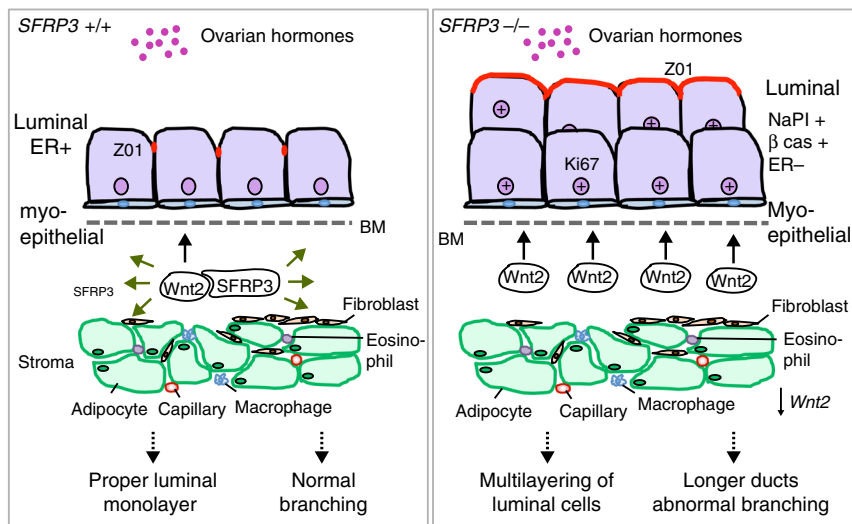 SFRP3 +/+
Ovarian hormones
Luminal
ER+
Z01
myo-
epithelial
BM
Wnt2
SFRP3
SFRP3
Fibroblast
Eosino-
phil
Stroma
Adipocyte
Capillary
Macrophage
Proper luminal
monolayer
Normal
branching
SFRP3 –/–
Ovarian hormones
Z01
Luminal
NaPI +
β cas +
ER–
Ki67
+
+
+
+
+
+
+
+
Myo-
epithelial
BM
Wnt2
Wnt2
Wnt2
Wnt2
Fibroblast
Eosino-
phil
Adipocyte
Capillary
Macrophage
Wnt2
Multilayering of
luminal cells
Longer ducts
abnormal branching